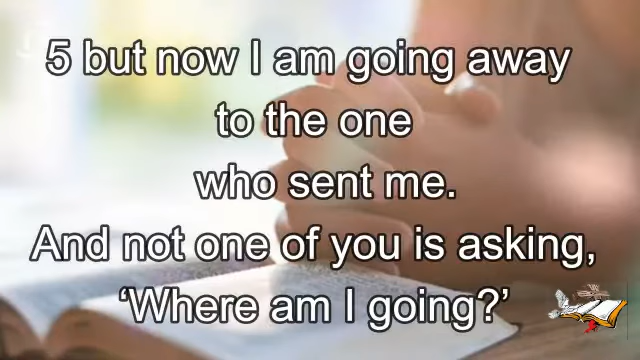 5 but now I am going away
to the one
who sent me.
And not one of you is asking,
‘Where am I going?’